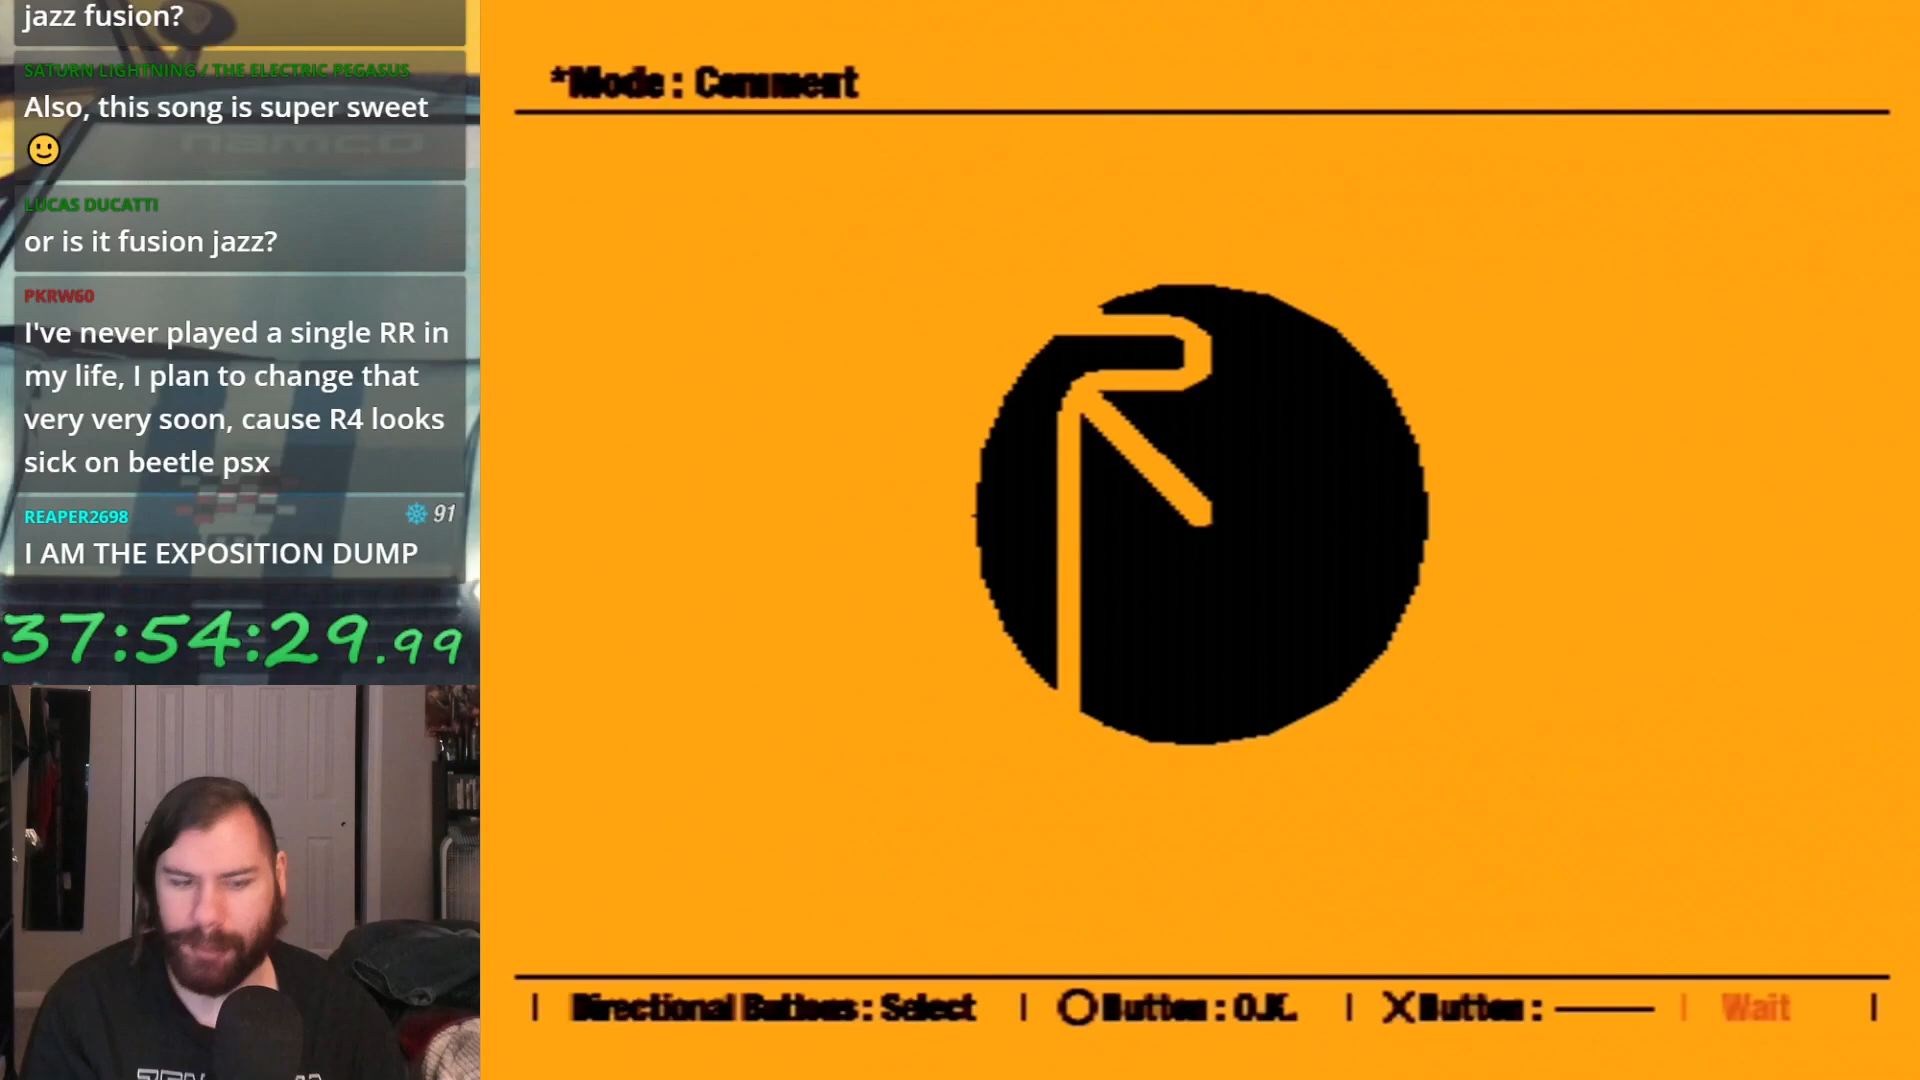 jazz fusion?
SATURN LIGHTNING / THE ELECTRIC PEGASUS
Also, this song is super sweet
LUCAS DUCATTI
or is it fusion jazz?
PKRW60
I've never played a single RR in
my life, I plan to change that
very very soon, cause R4 looks
sick on beetle psx
REAPER2698
91
I AM THE EXPOSITION DUMP
37:54:29.99
namco
*Mode : Comment
R
Directional Buttons : Select
Button : O.K.
X Button :
Wait